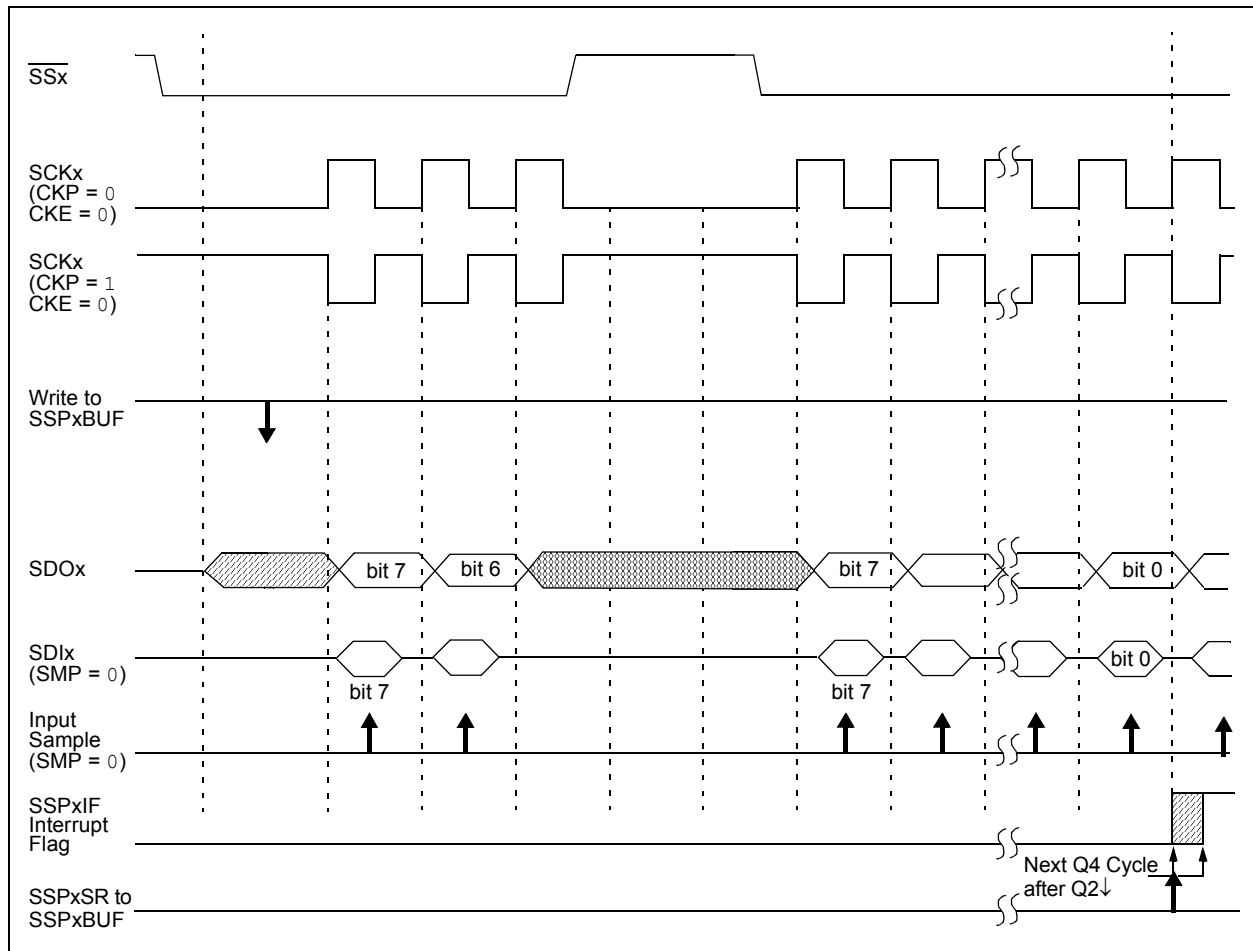 SSx
SCKx
(CKP = 0
CKE = 0)
SCKx
(CKP = 1
CKE = 0)
Write to
SSPxBUF
SDOx
bit 7
bit 6
bit 7
bit 0
SDIx
(SMP = 0)
bit 7
bit 7
bit 0
Input
Sample
(SMP = 0)
SSPxIF
Interrupt
Flag
Next Q4 Cycle
after Q2↓
SSPxSR to
SSPxBUF